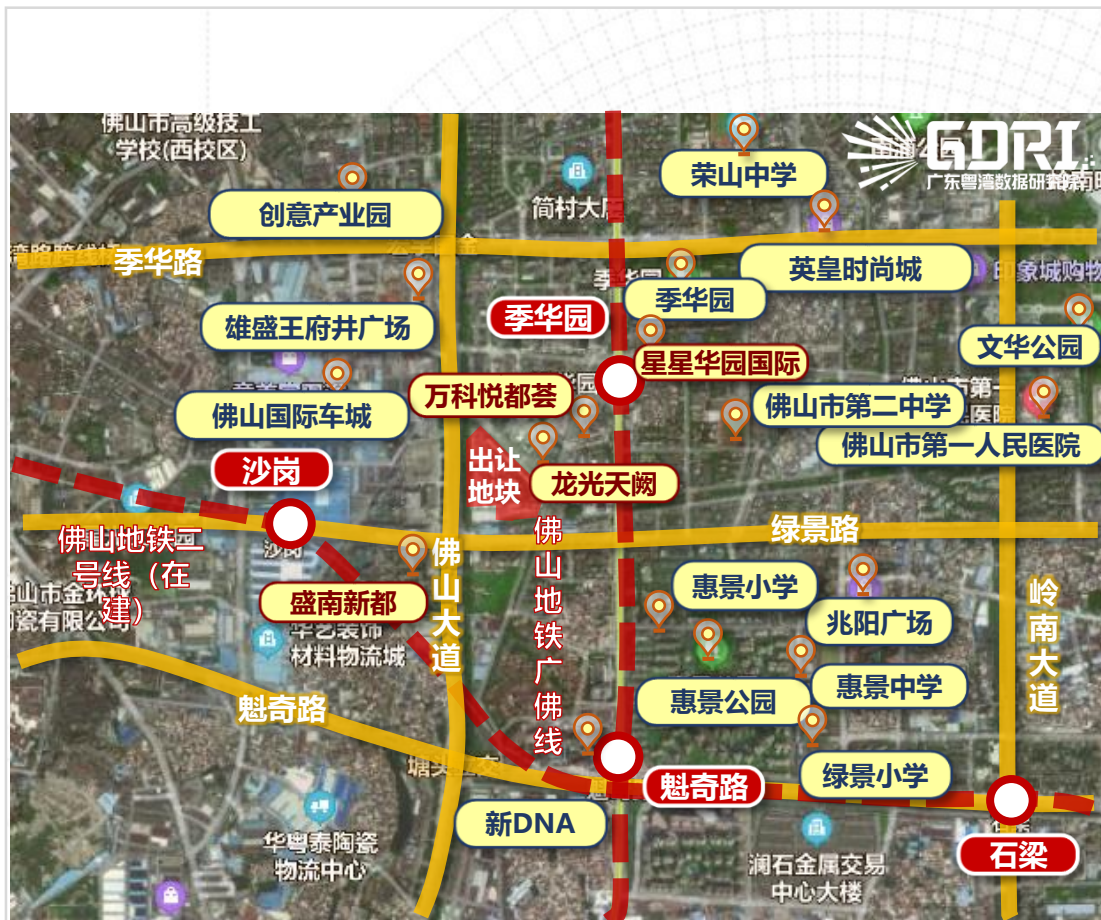 佛山市高级技工
学校(西校区)
GDRI
广东粤湾数据研究院
荣山中学
简村大厦
创意产业园
季华路
英皇时尚城
印象城购物
季华园
季华园
雄盛王府井广场
星星华园国际
文华公园
万科悦都荟
佛山市第二中学
佛山国际车城
佛山市第一人民医院
沙岗
出让
地块
龙光天阙
绿景路
佛山地铁二
号线（在
建）
沙岗
佛山大道
佛山地铁广佛线
惠景小学
岭南大道
盛南新都
兆阳广场
华艺装饰
材料物流城
惠景中学
惠景公园
魁奇路
绿景小学
魁奇路
新DNA
华粤泰陶瓷
物流中心
石梁
澜石金属交易
中心大楼